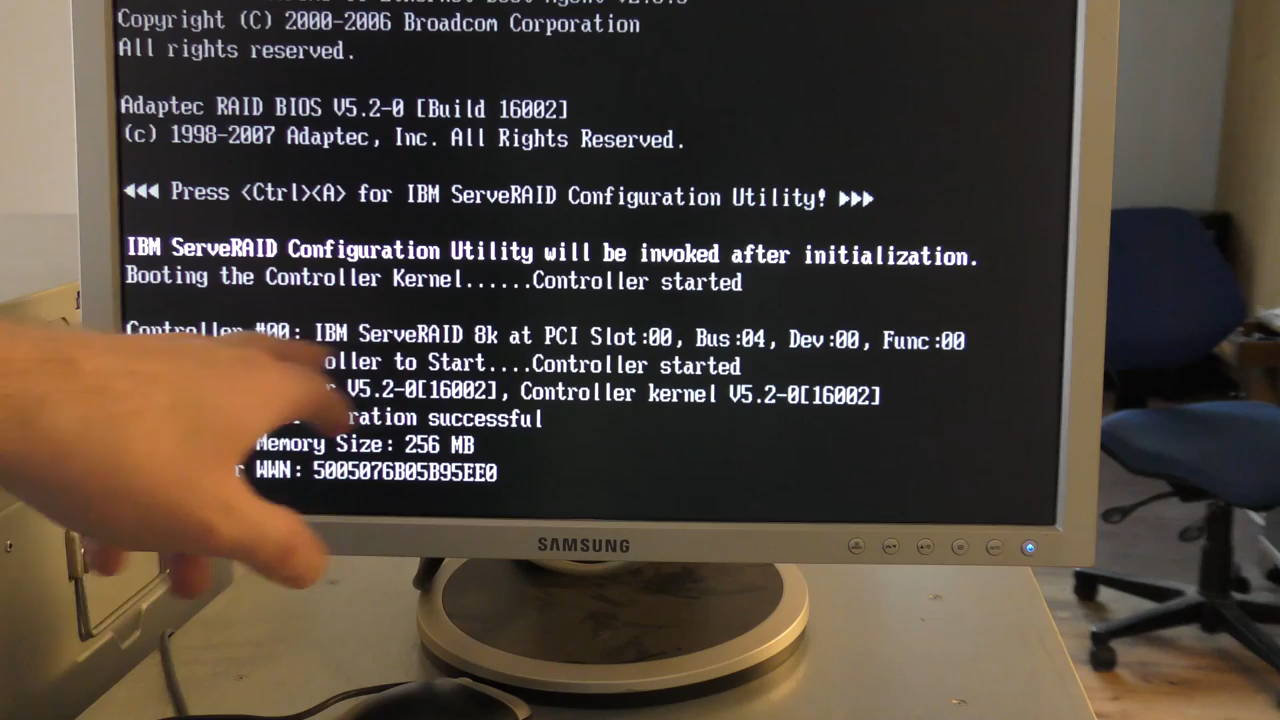 Copyright (C) 2000-2006 Broadcom Corporation
All rights reserved.
Adaptec RAID BIOS V5.2-0 [Build 16002]
(c) 1998-2007 Adaptec, Inc. All Rights Reserved.
◄◄◄ Press <Ctrl><A> for IBM ServeRAID Configuration Utility! ►►►
IBM ServeRAID Configuration Utility will be invoked after initialization.
Booting the Controller Kernel......Controller started
Controller #00: IBM ServeRAID 8k at PCI Slot:00, Bus:04, Dev:00, Func:00
to Start....Controller started
V5.2-0[16002], Controller kernel V5.2-0[16002]
successful
Memory Size: 256 MB
WWN: 5005076B05B95EE0
SAMSUNG